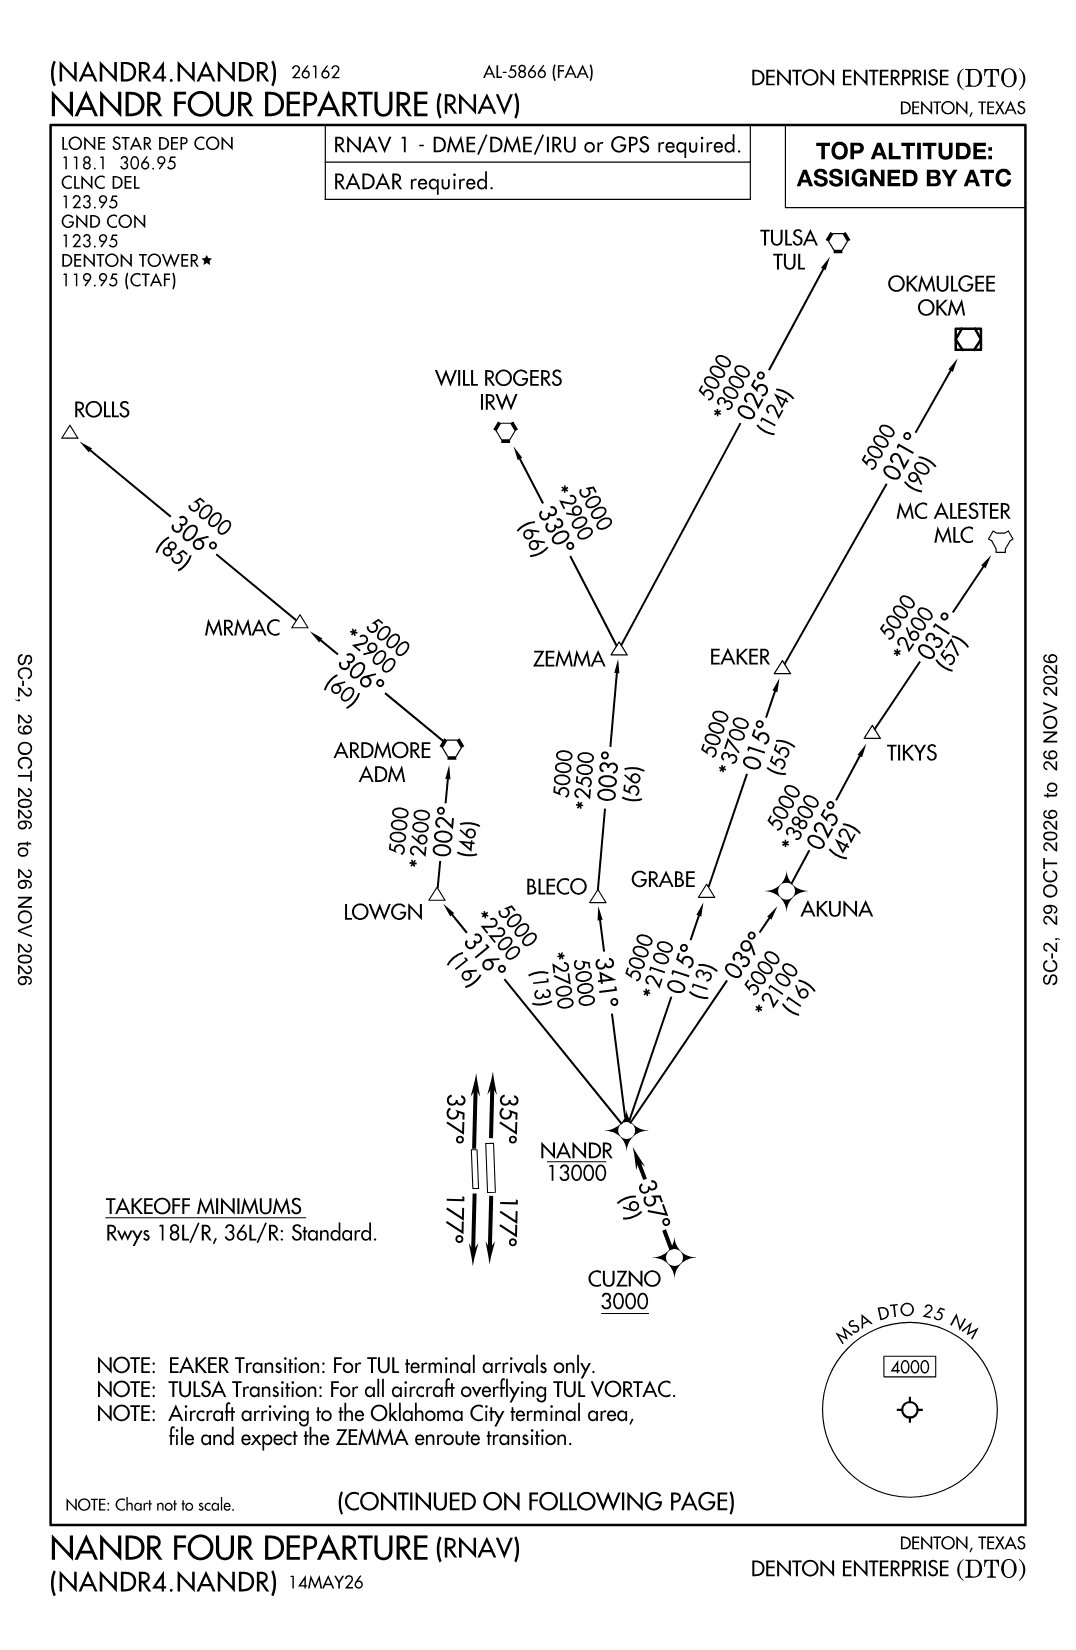 (NANDR4.NANDR) 26162
AL-5866 (FAA)
DENTON ENTERPRISE (DTO)
NANDR FOUR DEPARTURE (RNAV)
DENTON, TEXAS
LONE STAR DEP CON
118.1 306.95
CLNC DEL
123.95
GND CON
123.95
DENTON TOWER★
119.95 (CTAF)
RNAV 1 - DME/DME/IRU or GPS required.
RADAR required.
TOP ALTITUDE:
ASSIGNED BY ATC
TULSA
TUL
OKMULGEE
OKM
5000
*3000
025°
(124)
WILL ROGERS
IRW
ROLLS
5000
021°
(90)
5000
*2900
330°
(66)
MC ALESTER
MLC
5000
306°
(85)
5000
*2600
031°
(57)
MRMAC
5000
*2900
306°
(60)
ZEMMA
EAKER
ARDMORE
ADM
5000
*3700
015°
(55)
TIKYS
5000
*2500
003°
(56)
5000
*2600
002°
(46)
5000
*3800
025°
(42)
BLECO
GRABE
LOWGN
AKUNA
5000
*2200
316°
(16)
341°
5000
*2700
(13)
5000
*2100
015°
(13)
039°
5000
*2100
(16)
357°
357°
177°
177°
NANDR
13000
357°
(9)
TAKEOFF MINIMUMS
Rwys 18L/R, 36L/R: Standard.
CUZNO
3000
MSA DTO 25 NM
4000
NOTE: EAKER Transition: For TUL terminal arrivals only.
NOTE: TULSA Transition: For all aircraft overflying TUL VORTAC.
NOTE: Aircraft arriving to the Oklahoma City terminal area,
file and expect the ZEMMA enroute transition.
NOTE: Chart not to scale.
(CONTINUED ON FOLLOWING PAGE)
SC-2, 29 OCT 2026 to 26 NOV 2026
SC-2, 29 OCT 2026 to 26 NOV 2026
NANDR FOUR DEPARTURE (RNAV)
DENTON, TEXAS
(NANDR4.NANDR) 14MAY26
DENTON ENTERPRISE (DTO)